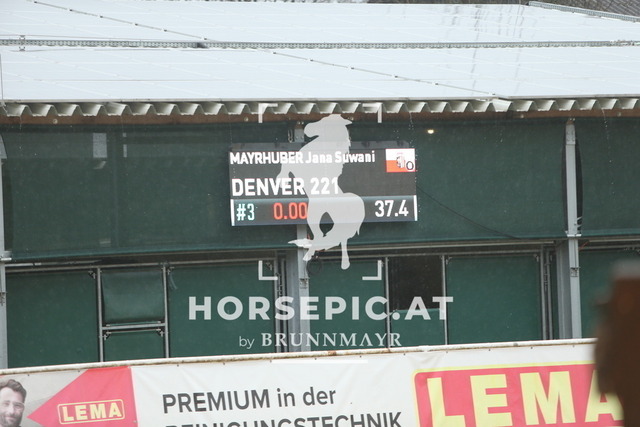 MAYRHUBER Jana Suwani
OÖ
DENVER 221
#3 0.00 37.4
HORSEPIC.AT
by BRUNNMAYR
LEMA
PREMIUM in der
REINIGUNGSTECHNIK
LEMA